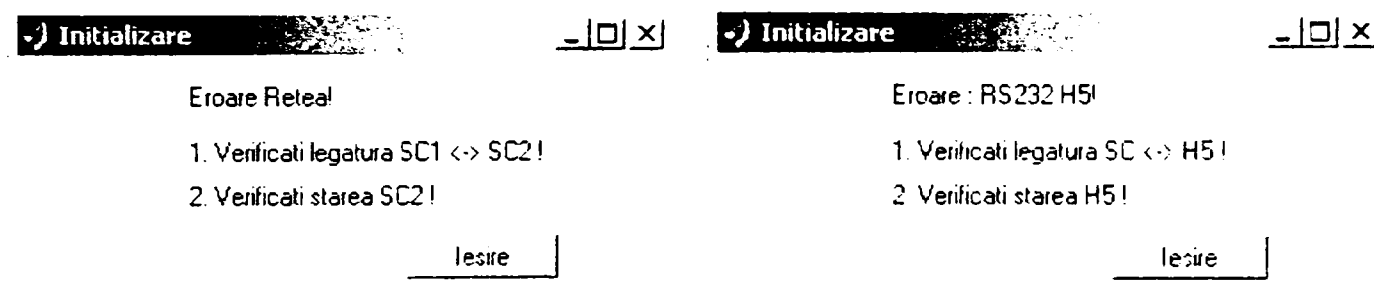 Initializare
Eroare Retea!
1. Verificati legatura SC1 <-> SC2 !
2. Verificati starea SC2 !
Iesire
Initializare
Eroare : RS232 H5!
1. Verificati legatura SC <-> H5 !
2 Verificati starea H5 !
Iesire